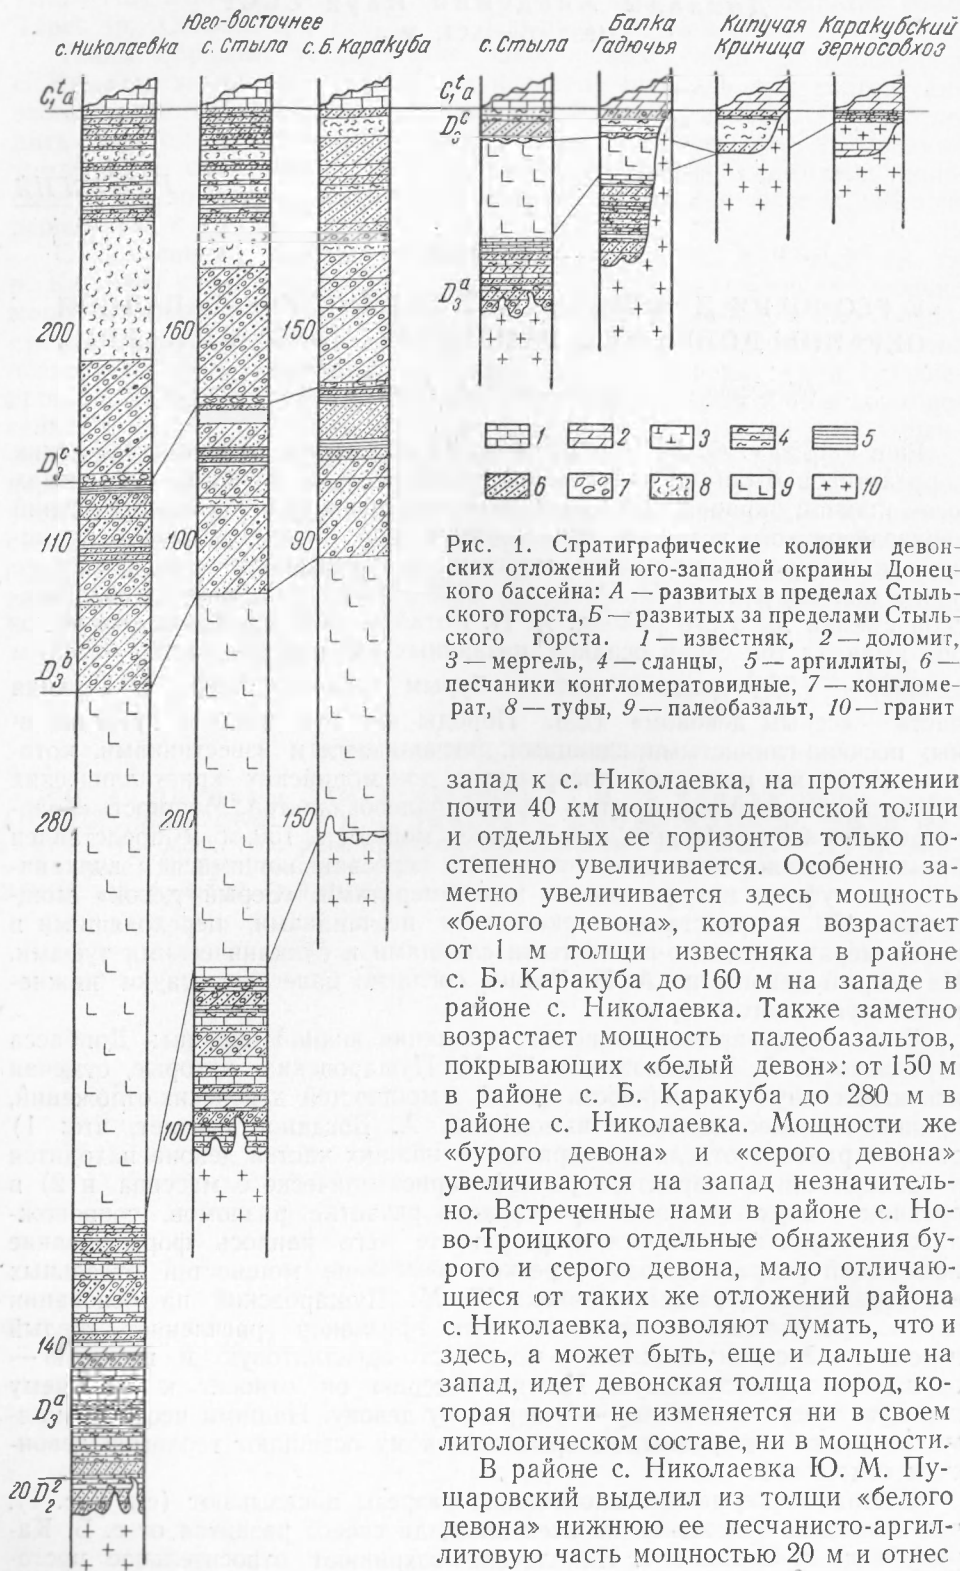 Юго-восточнее
с. Николаевка с. Стыла с. Б. Каракуба
с. Стыла
Балка Гадючья
Кипучая Криница
Каракубский зерносовхоз
C₁ᵗa
200 160 150
D₃ᶜ
110 100 90
D₃ᵇ
280 200 150
100
140
D₃ᵃ
20 D₂²
C₁ᵗa
D₃ᶜ
D₃ᵃ
1 2 3 4 5
6 7 8 9 10
Рис. 1. Стратиграфические колонки девон-
ских отложений юго-западной окраины Донец-
кого бассейна: А — развитых в пределах Стыль-
ского горста, Б — развитых за пределами Стыль-
ского горста. 1 — известняк, 2 — доломит,
3 — мергель, 4 — сланцы, 5 — аргиллиты, 6 —
песчаники конгломератовидные, 7 — конгломе-
рат, 8 — туфы, 9 — палеобазальт, 10 — гранит
запад к с. Николаевка, на протяжении
почти 40 км мощность девонской толщи
и отдельных ее горизонтов только по-
степенно увеличивается. Особенно за-
метно увеличивается здесь мощность
«белого девона», которая возрастает
от 1 м толщи известняка в районе
с. Б. Каракуба до 160 м на западе в
районе с. Николаевка. Также заметно
возрастает мощность палеобазальтов,
покрывающих «белый девон»: от 150 м
в районе с. Б. Каракуба до 280 м в
районе с. Николаевка. Мощности же
«бурого девона» и «серого девона»
увеличиваются на запад незначитель-
но. Встреченные нами в районе с. Но-
во-Троицкого отдельные обнажения бу-
рого и серого девона, мало отличаю-
щиеся от таких же отложений района
с. Николаевка, позволяют думать, что и
здесь, а может быть, еще и дальше на
запад, идет девонская толща пород, ко-
торая почти не изменяется ни в своем
литологическом составе, ни в мощности.
В районе с. Николаевка Ю. М. Пу-
щаровский выделил из толщи «белого
девона» нижнюю ее песчанисто-аргил-
литовую часть мощностью 20 м и отнес